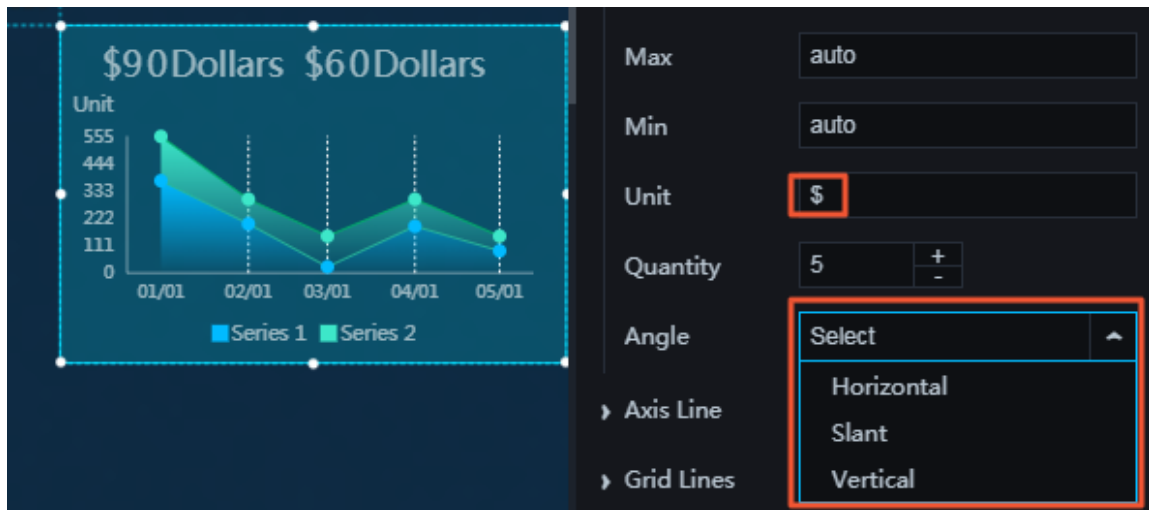 $90Dollars $60Dollars
Unit
555
444
333
222
111
0
01/01 02/01 03/01 04/01 05/01
Series 1 Series 2
Max auto
Min auto
Unit $
Quantity 5 + -
Angle Select
Horizontal
Slant
Vertical
Axis Line
Grid Lines